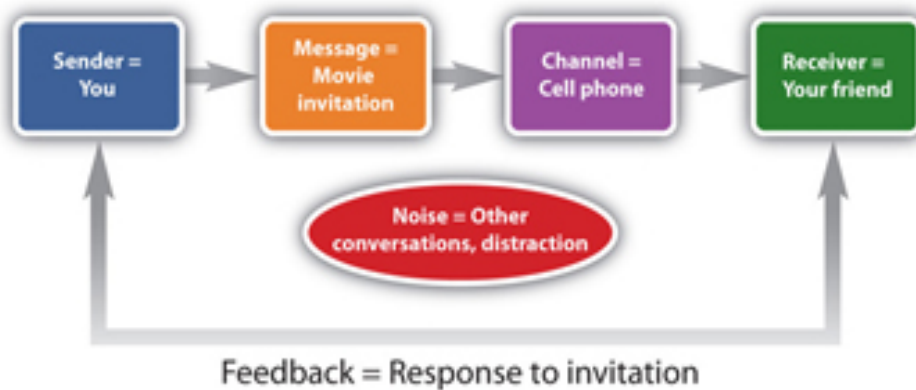 Sender =
You
Message =
Movie
invitation
Channel =
Cell phone
Receiver =
Your friend
Noise = Other
conversations, distraction
Feedback = Response to invitation